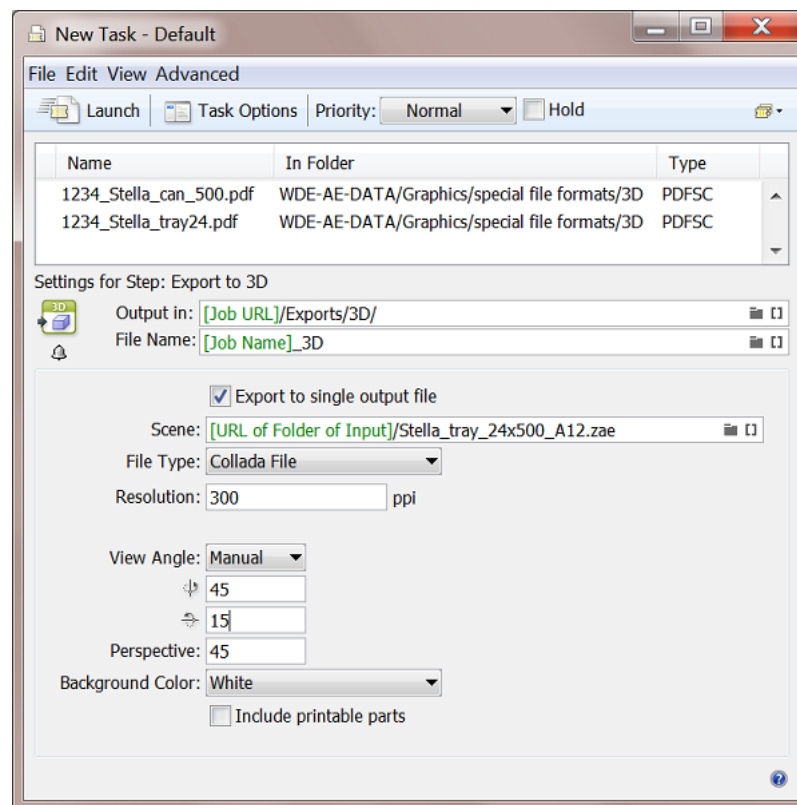 New Task - Default
File Edit View Advanced
Launch Task Options Priority: Normal Hold
Name In Folder Type
1234_Stella_can_500.pdf WDE-AE-DATA/Graphics/special file formats/3D PDFSC
1234_Stella_tray24.pdf WDE-AE-DATA/Graphics/special file formats/3D PDFSC
Settings for Step: Export to 3D
3D
Output in: [Job URL]/Exports/3D/
File Name: [Job Name]_3D
Export to single output file
Scene: [URL of Folder of Input]/Stella_tray_24x500_A12.zae
File Type: Collada File
Resolution: 300 ppi
View Angle: Manual
45
15
Perspective: 45
Background Color: White
Include printable parts